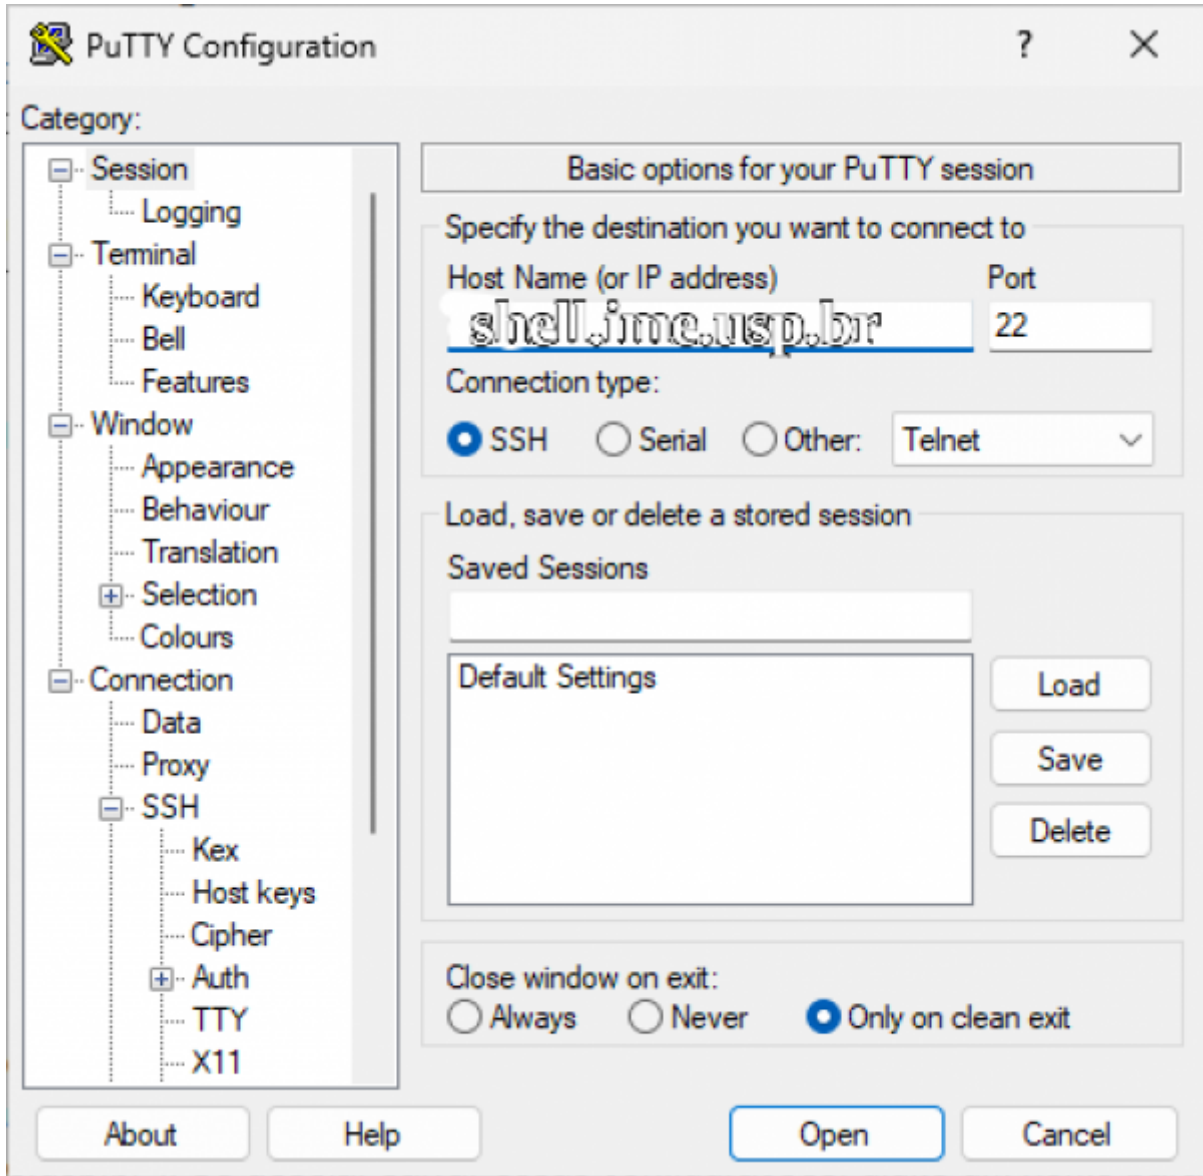 PuTTY Configuration
?
Category:
Session
Logging
Terminal
Keyboard
Bell
Features
Window
Appearance
Behaviour
Translation
Selection
Colours
Connection
Data
Proxy
SSH
Kex
Host keys
Cipher
Auth
TTY
X11
Basic options for your PuTTY session
Specify the destination you want to connect to
Host Name (or IP address) Port
shell.ime.usp.br 22
Connection type:
SSH Serial Other: Telnet
Load, save or delete a stored session
Saved Sessions
Default Settings
Load
Save
Delete
Close window on exit:
Always Never Only on clean exit
About Help Open Cancel